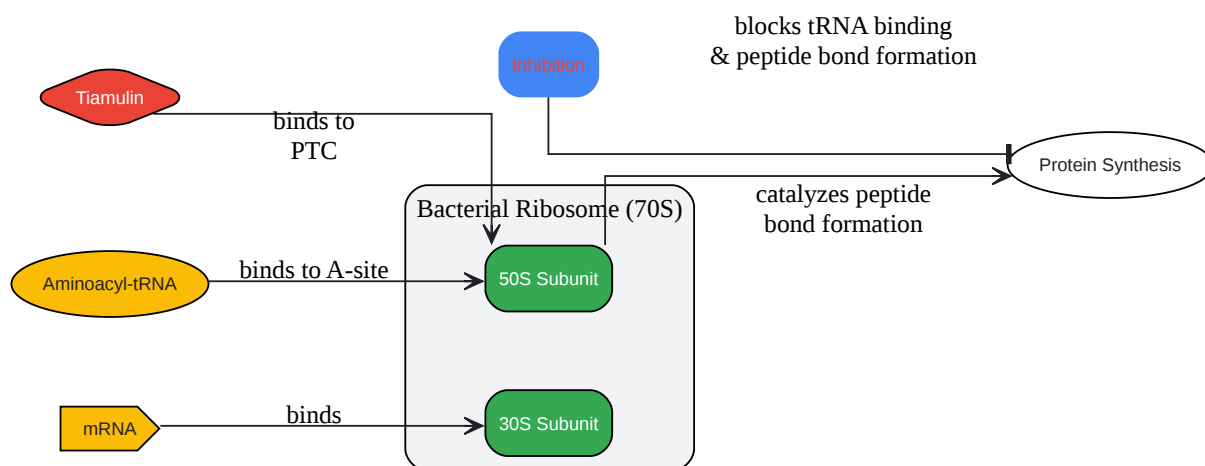 blocks tRNA binding
& peptide bond formation
Inhibition
Tiamulin
binds to
PTC
Protein Synthesis
catalyzes peptide
bond formation
Bacterial Ribosome (70S)
Aminoacyl-tRNA
binds to A-site
50S Subunit
mRNA
binds
30S Subunit